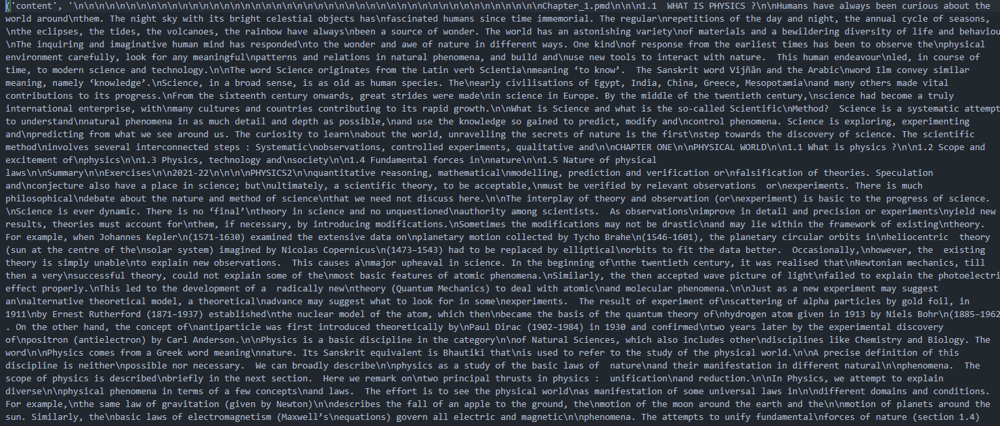 ('content', '\n\n\n\n\n\n\n\n\n\n\n\n\n\n\n\n\n\n\n\n\n\n\n\n\n\n\n\n\n\n\n\n\n\n\n\n\n\n\n\n\n\n\n\nChapter_1.pmd\n\n\n1.1  WHAT IS PHYSICS ?\n\nHumans have always been curious about the
world around\nthem. The night sky with its bright celestial objects has\nfascinated humans since time immemorial. The regular\nrepetitions of the day and night, the annual cycle of seasons,
\nthe eclipses, the tides, the volcanoes, the rainbow have always\nbeen a source of wonder. The world has an astonishing variety\nof materials and a bewildering diversity of life and behaviou
\nThe inquiring and imaginative human mind has responded\nto the wonder and awe of nature in different ways. One kind\nof response from the earliest times has been to observe the\nphysical
environment carefully, look for any meaningful\npatterns and relations in natural phenomena, and build and\nuse new tools to interact with nature.  This human endeavour\nled, in course of
time, to modern science and technology.\n\nThe word Science originates from the Latin verb Scientia\nmeaning ‘to know’.  The Sanskrit word Vijñãn and the Arabic\nword Ilm convey similar
meaning, namely ‘knowledge’.\nScience, in a broad sense, is as old as human species. The\nearly civilisations of Egypt, India, China, Greece, Mesopotamia\nand many others made vital
contributions to its progress.\nFrom the sixteenth century onwards, great strides were made\nin science in Europe. By the middle of the twentieth century,\nscience had become a truly
international enterprise, with\nmany cultures and countries contributing to its rapid growth.\n\nWhat is Science and what is the so-called Scientific\nMethod?  Science is a systematic attempt
to understand\nnatural phenomena in as much detail and depth as possible,\nand use the knowledge so gained to predict, modify and\ncontrol phenomena. Science is exploring, experimenting
and\npredicting from what we see around us. The curiosity to learn\nabout the world, unravelling the secrets of nature is the first\nstep towards the discovery of science. The scientific
method\ninvolves several interconnected steps : Systematic\nobservations, controlled experiments, qualitative and\n\nCHAPTER ONE\n\nPHYSICAL WORLD\n\n1.1 What is physics ?\n\n1.2 Scope and
excitement of\nphysics\n\n1.3 Physics, technology and\nsociety\n\n1.4 Fundamental forces in\nnature\n\n1.5 Nature of physical
laws\n\nSummary\n\nExercises\n\n2021-22\n\n\n\nPHYSICS2\n\nquantitative reasoning, mathematical\nmodelling, prediction and verification or\nfalsification of theories. Speculation
and\nconjecture also have a place in science; but\nultimately, a scientific theory, to be acceptable,\nmust be verified by relevant observations  or\nexperiments. There is much
philosophical\ndebate about the nature and method of science\nthat we need not discuss here.\n\nThe interplay of theory and observation (or\nexperiment) is basic to the progress of science.
\nScience is ever dynamic. There is no ‘final’\ntheory in science and no unquestioned\nauthority among scientists.  As observations\nimprove in detail and precision or experiments\nyield new
results, theories must account for\nthem, if necessary, by introducing modifications.\nSometimes the modifications may not be drastic\nand may lie within the framework of existing\ntheory.
For example, when Johannes Kepler\n(1571-1630) examined the extensive data on\nplanetary motion collected by Tycho Brahe\n(1546-1601), the planetary circular orbits in\nheliocentric  theory
(sun at the centre of the\nsolar system) imagined by Nicolas Copernicus\n(1473–1543) had to be replaced by elliptical\norbits to fit the data better.  Occasionally,\nhowever, the  existing
theory is simply unable\nto explain new observations.  This causes a\nmajor upheaval in science. In the beginning of\nthe twentieth century, it was realised that\nNewtonian mechanics, till
then a very\nsuccessful theory, could not explain some of the\nmost basic features of atomic phenomena.\nSimilarly, the then accepted wave picture of light\nfailed to explain the photoelectri
effect properly.\nThis led to the development of a  radically new\ntheory (Quantum Mechanics) to deal with atomic\nand molecular phenomena.\n\nJust as a new experiment may suggest
an\nalternative theoretical model, a theoretical\nadvance may suggest what to look for in some\nexperiments.  The result of experiment of\nscattering of alpha particles by gold foil, in
1911\nby Ernest Rutherford (1871–1937) established\nthe nuclear model of the atom, which then\nbecame the basis of the quantum theory of\nhydrogen atom given in 1913 by Niels Bohr\n(1885–1962
. On the other hand, the concept of\nantiparticle was first introduced theoretically by\nPaul Dirac (1902–1984) in 1930 and confirmed\ntwo years later by the experimental discovery
of\npositron (antielectron) by Carl Anderson.\n\nPhysics is a basic discipline in the category\n\nof Natural Sciences, which also includes other\ndisciplines like Chemistry and Biology. The
word\n\nPhysics comes from a Greek word meaning\nnature. Its Sanskrit equivalent is Bhautiki that\nis used to refer to the study of the physical world.\n\nA precise definition of this
discipline is neither\npossible nor necessary.  We can broadly describe\n\nphysics as a study of the basic laws of  nature\nand their manifestation in different natural\n\nphenomena.  The
scope of physics is described\nbriefly in the next section.  Here we remark on\ntwo principal thrusts in physics :  unification\nand reduction.\n\nIn Physics, we attempt to explain
diverse\n\nphysical phenomena in terms of a few concepts\nand laws.  The effort is to see the physical world\nas manifestation of some universal laws in\n\ndifferent domains and conditions.
For example,\nthe same law of gravitation (given by Newton)\n\ndescribes the fall of an apple to the ground, the\nmotion of the moon around the earth and the\n\nmotion of planets around the
sun. Similarly, the\nbasic laws of electromagnetism (Maxwell’s\nequations) govern all electric and magnetic\n\nphenomena. The attempts to unify fundamental\nforces of nature (section 1.4)